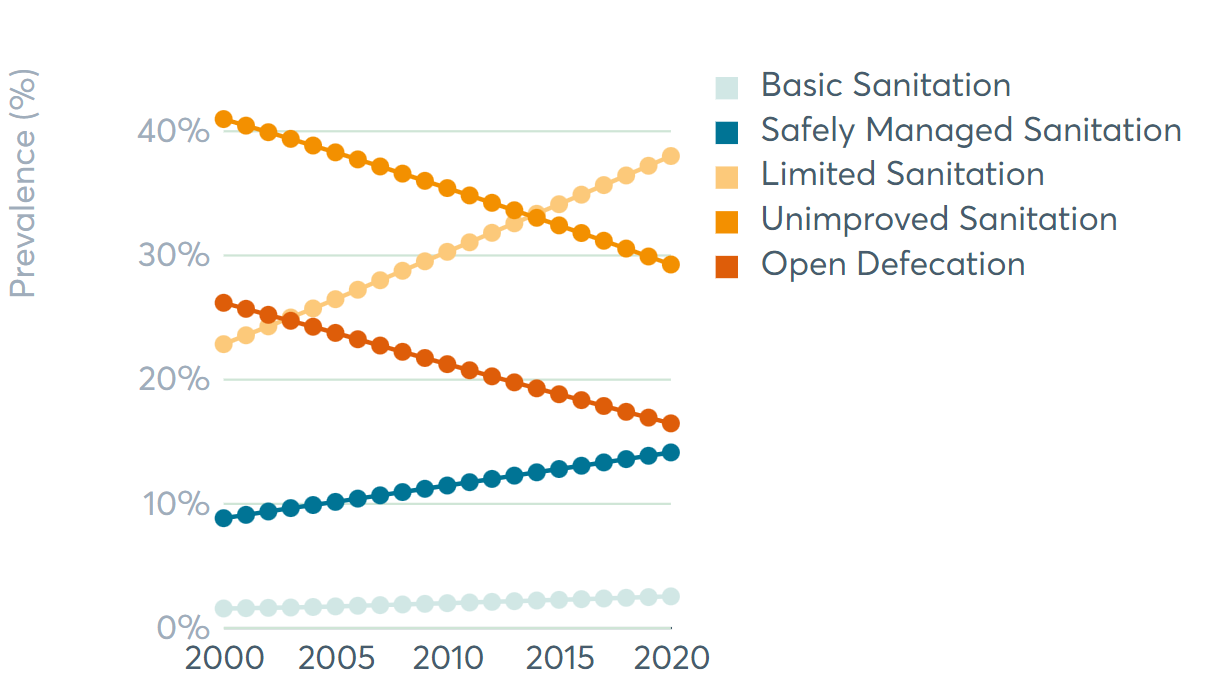 Prevalence (%)
40%
30%
20%
10%
0%
2000 2005 2010 2015 2020
Basic Sanitation
Safely Managed Sanitation
Limited Sanitation
Unimproved Sanitation
Open Defecation